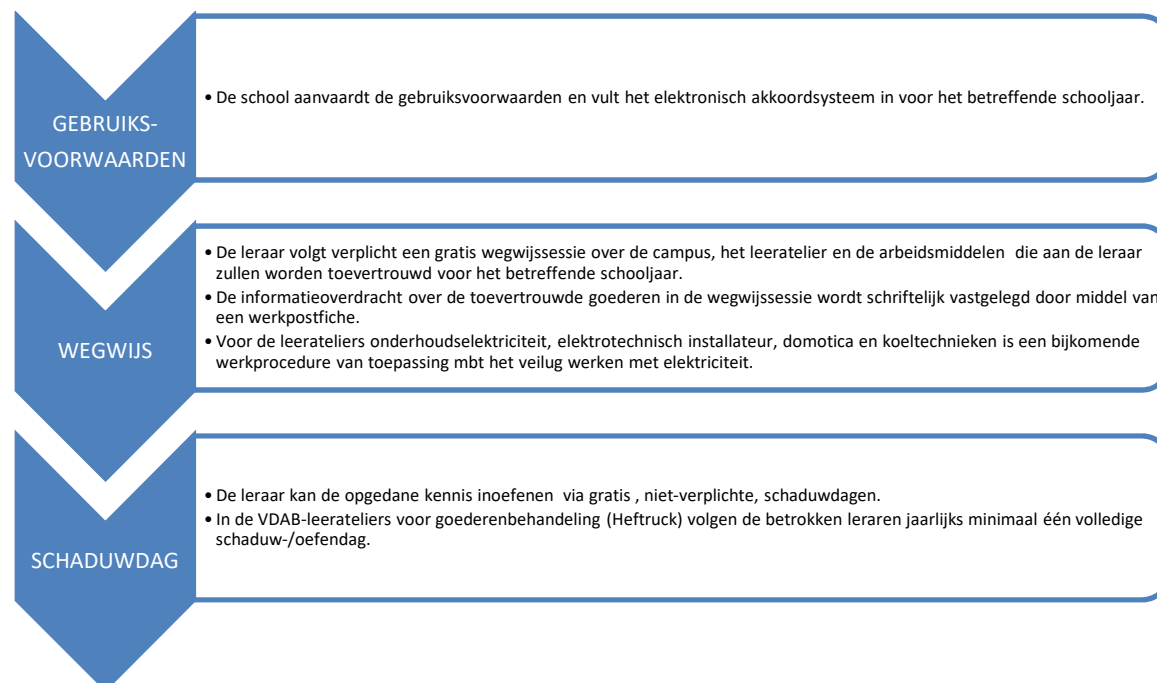 GEBRUIKS-
VOORWAARDEN
• De school aanvaardt de gebruiksvoorwaarden en vult het elektronisch akkoordsysteem in voor het betreffende schooljaar.
WEGWIJS
• De leraar volgt verplicht een gratis wegwijssessie over de campus, het leeratelier en de arbeidsmiddelen die aan de leraar
zullen worden toevertrouwd voor het betreffende schooljaar.
• De informatieoverdracht over de toevertrouwde goederen in de wegwijssessie wordt schriftelijk vastgelegd door middel van
een werkpostfiche.
• Voor de leerateliers onderhoudselektriciteit, elektrotechnisch installateur, domotica en koeltechnieken is een bijkomende
werkprocedure van toepassing mbt het veilug werken met elektriciteit.
SCHADUWDAG
• De leraar kan de opgedane kennis inoefenen via gratis , niet-verplichte, schaduwdagen.
• In de VDAB-leerateliers voor goederenbehandeling (Heftruck) volgen de betrokken leraren jaarlijks minimaal één volledige
schaduw-/oefendag.